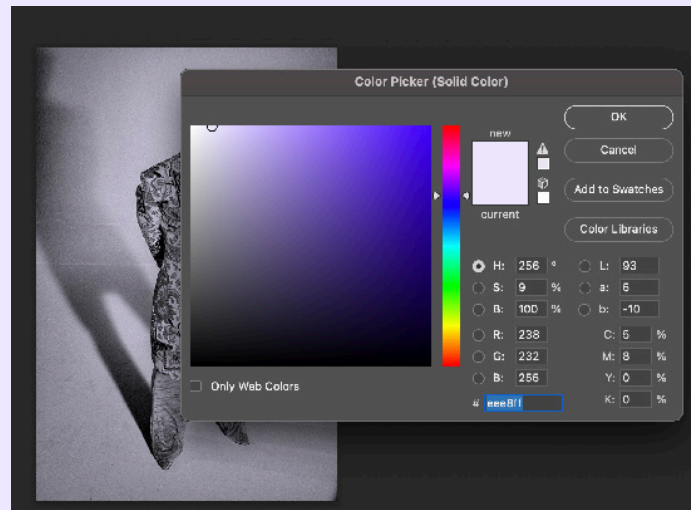 Color Picker (Solid Color)
new
current
OK
Cancel
Add to Swatches
Color Libraries
H: 256 °
S: 9 %
B: 100 %
R: 238
G: 232
B: 255
# eee8ff
L: 93
a: 5
b: -10
C: 5 %
M: 8 %
Y: 0 %
K: 0 %
Only Web Colors